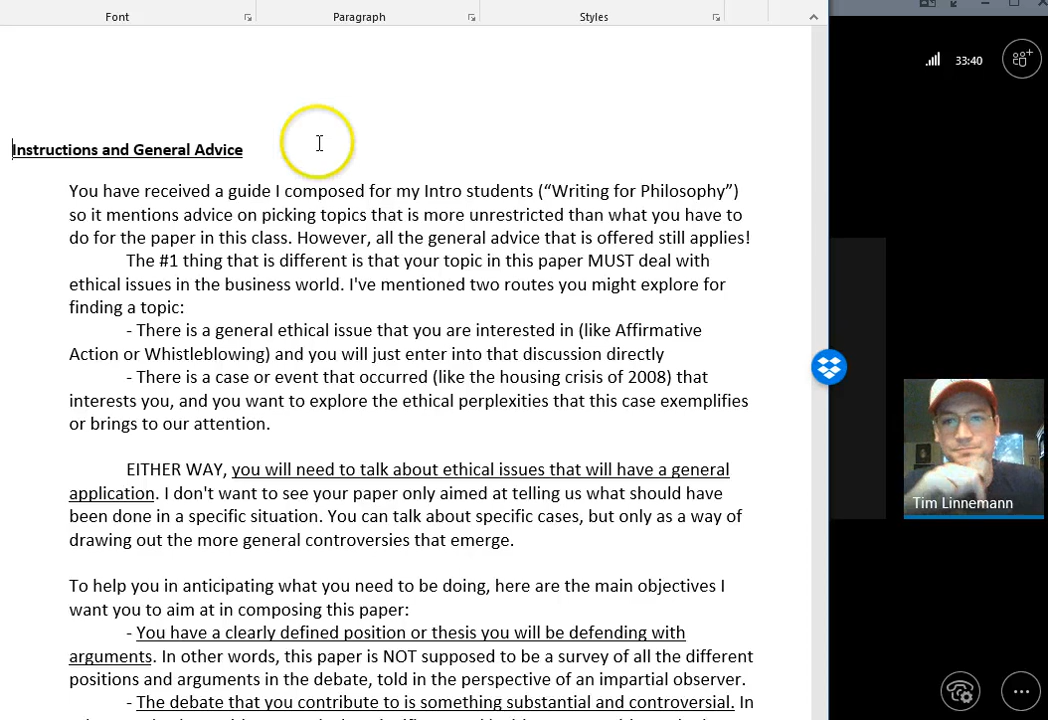 Font Paragraph Styles
33:40
Instructions and General Advice
You have received a guide I composed for my Intro students (“Writing for Philosophy”)
so it mentions advice on picking topics that is more unrestricted than what you have to
do for the paper in this class. However, all the general advice that is offered still applies!
The #1 thing that is different is that your topic in this paper MUST deal with
ethical issues in the business world. I've mentioned two routes you might explore for
finding a topic:
- There is a general ethical issue that you are interested in (like Affirmative
Action or Whistleblowing) and you will just enter into that discussion directly
- There is a case or event that occurred (like the housing crisis of 2008) that
interests you, and you want to explore the ethical perplexities that this case exemplifies
or brings to our attention.
EITHER WAY, you will need to talk about ethical issues that will have a general
application. I don't want to see your paper only aimed at telling us what should have
been done in a specific situation. You can talk about specific cases, but only as a way of
drawing out the more general controversies that emerge.
Tim Linnemann
To help you in anticipating what you need to be doing, here are the main objectives I
want you to aim at in composing this paper:
- You have a clearly defined position or thesis you will be defending with
arguments. In other words, this paper is NOT supposed to be a survey of all the different
positions and arguments in the debate, told in the perspective of an impartial observer.
- The debate that you contribute to is something substantial and controversial. In